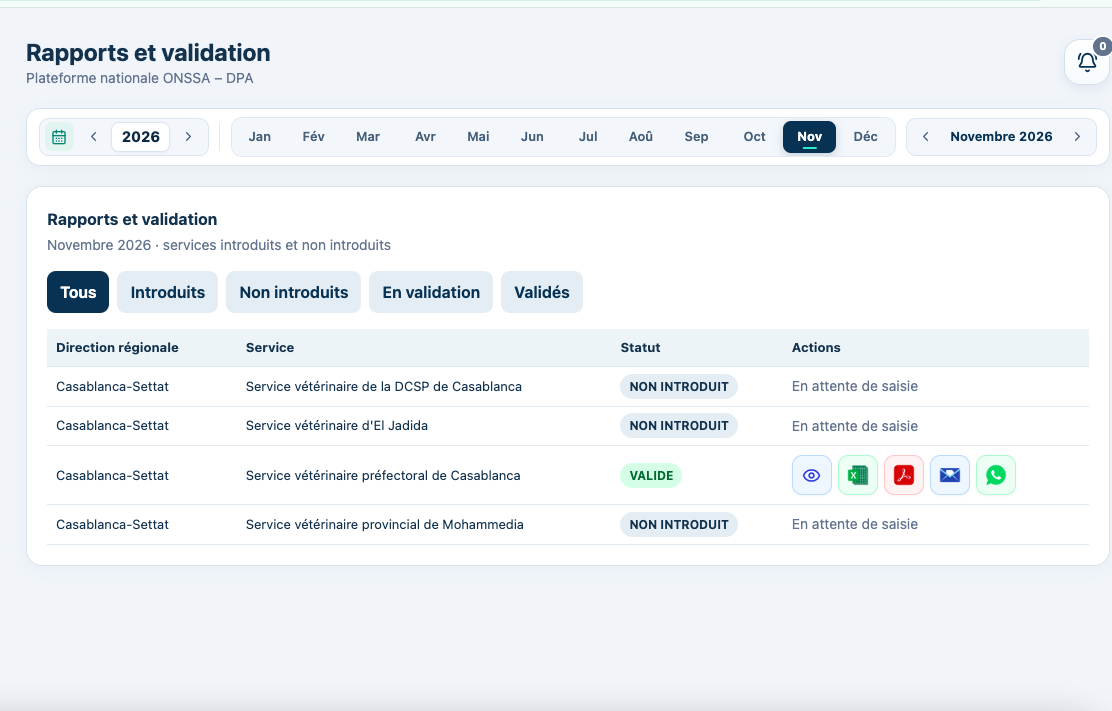 Rapports et validation
Plateforme nationale ONSSA – DPA
0
2026 Jan Fév Mar Avr Mai Jun Jul Aoû Sep Oct Nov Déc Novembre 2026
Rapports et validation
Novembre 2026 · services introduits et non introduits
Tous Introduits Non introduits En validation Validés
Direction régionale Service Statut Actions
Casablanca-Settat Service vétérinaire de la DCSP de Casablanca NON INTRODUIT En attente de saisie
Casablanca-Settat Service vétérinaire d'El Jadida NON INTRODUIT En attente de saisie
Casablanca-Settat Service vétérinaire préfectoral de Casablanca VALIDE
Casablanca-Settat Service vétérinaire provincial de Mohammedia NON INTRODUIT En attente de saisie